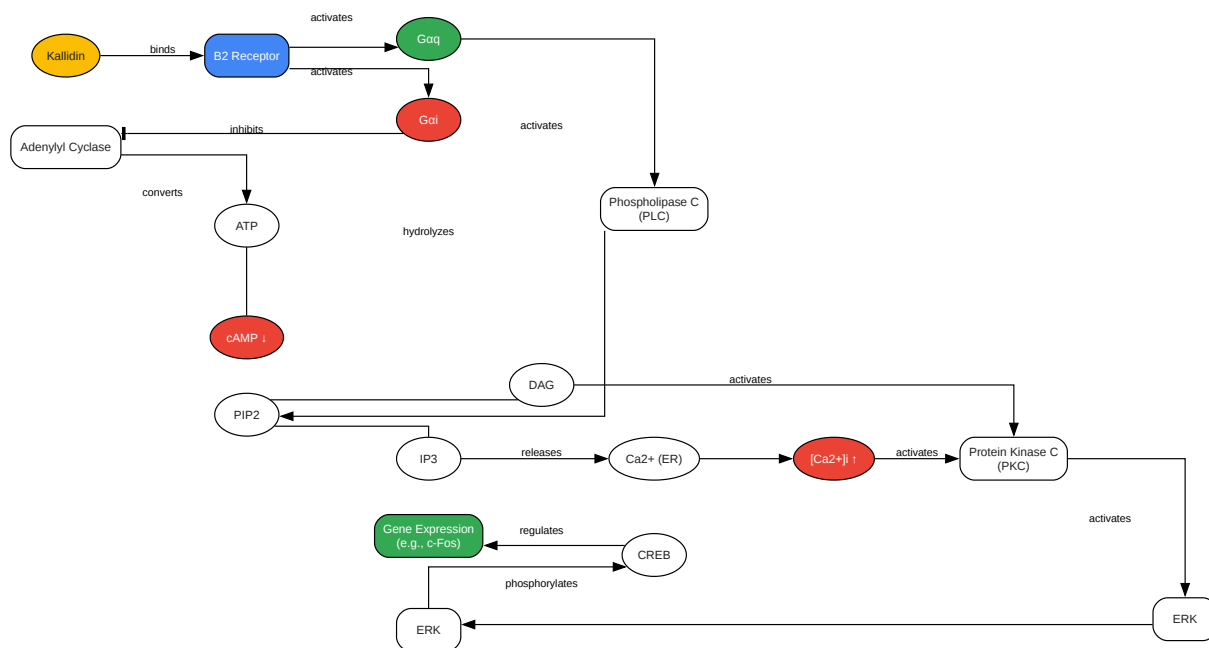 activates
Kallidin
binds
B2 Receptor
Gαq
activates
Gαi
activates
inhibits
Adenylyl Cyclase
converts
Phospholipase C
(PLC)
ATP
hydrolyzes
cAMP ↓
DAG
activates
PIP2
IP3
releases
Ca2+ (ER)
[Ca2+]i ↑
activates
Protein Kinase C
(PKC)
activates
Gene Expression
(e.g., c-Fos)
regulates
CREB
phosphorylates
ERK
ERK